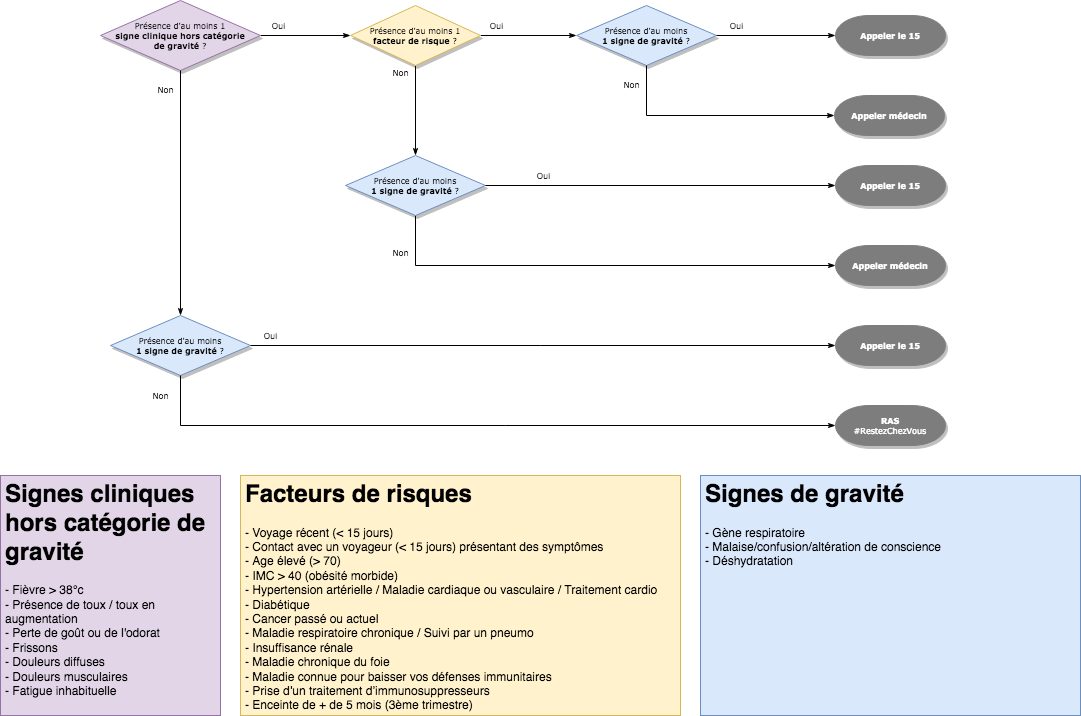 Présence d'au moins 1
signe clinique hors catégorie
de gravité ?
Oui
Présence d'au moins 1
facteur de risque ?
Oui
Présence d'au moins
1 signe de gravité ?
Oui
Appeler le 15
Non
Non
Non
Appeler médecin
Présence d'au moins
1 signe de gravité ?
Oui
Appeler le 15
Non
Appeler médecin
Présence d'au moins
1 signe de gravité ?
Oui
Appeler le 15
Non
RAS
#RestezChezVous
Signes cliniques
hors catégorie de
gravité
- Fièvre > 38°c
- Présence de toux / toux en
augmentation
- Perte de goût ou de l'odorat
- Frissons
- Douleurs diffuses
- Douleurs musculaires
- Fatigue inhabituelle
Facteurs de risques
- Voyage récent (< 15 jours)
- Contact avec un voyageur (< 15 jours) présentant des symptômes
- Age élevé (> 70)
- IMC > 40 (obésité morbide)
- Hypertension artérielle / Maladie cardiaque ou vasculaire / Traitement cardio
- Diabétique
- Cancer passé ou actuel
- Maladie respiratoire chronique / Suivi par un pneumo
- Insuffisance rénale
- Maladie chronique du foie
- Maladie connue pour baisser vos défenses immunitaires
- Prise d'un traitement d'immunosuppresseurs
- Enceinte de + de 5 mois (3ème trimestre)
Signes de gravité
- Gène respiratoire
- Malaise/confusion/altération de conscience
- Déshydratation